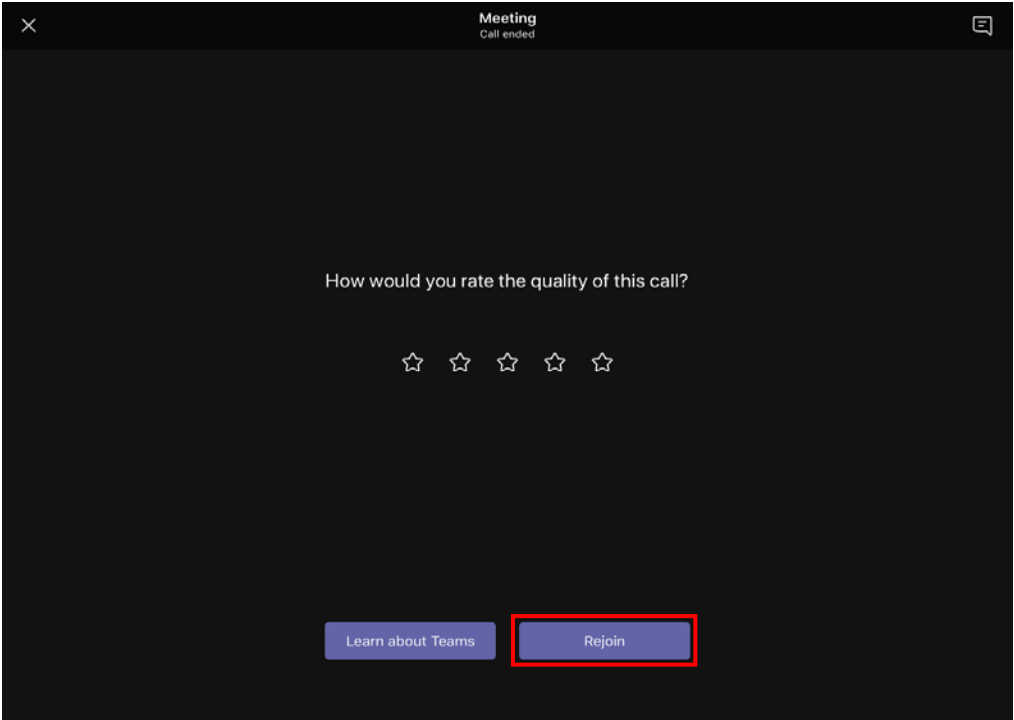 Meeting
Call ended
How would you rate the quality of this call?
Learn about Teams
Rejoin